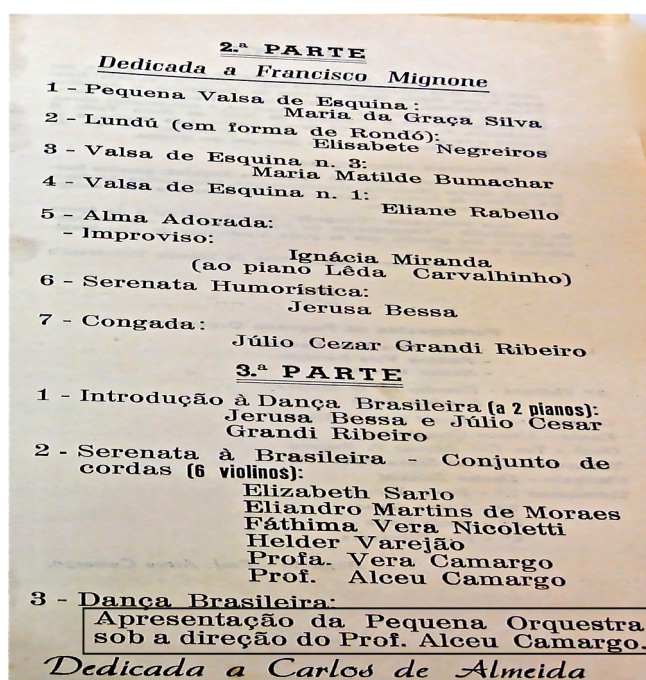 2.ª PARTE
Dedicada a Francisco Mignone
1 - Pequena Valsa de Esquina :
Maria da Graça Silva
2 - Lundú (em forma de Rondó):
Elisabete Negreiros
3 - Valsa de Esquina n. 3:
Maria Matilde Bumachar
4 - Valsa de Esquina n. 1:
Eliane Rabello
5 - Alma Adorada:
- Improviso:
Ignácia Miranda
(ao piano Lêda Carvalhinho)
6 - Serenata Humorística:
Jerusa Bessa
7 - Congada:
Júlio Cezar Grandi Ribeiro
3.ª PARTE
1 - Introdução à Dança Brasileira (a 2 pianos):
Jerusa Bessa e Júlio Cesar
Grandi Ribeiro
2 - Serenata à Brasileira - Conjunto de
cordas (6 violinos):
Elizabeth Sarlo
Eliandro Martins de Moraes
Fáthima Vera Nicoletti
Helder Varejão
Profa. Vera Camargo
Prof. Alceu Camargo
3 - Dança Brasileira:
Apresentação da Pequena Orquestra
sob a direção do Prof. Alceu Camargo.
Dedicada a Carlos de Almeida